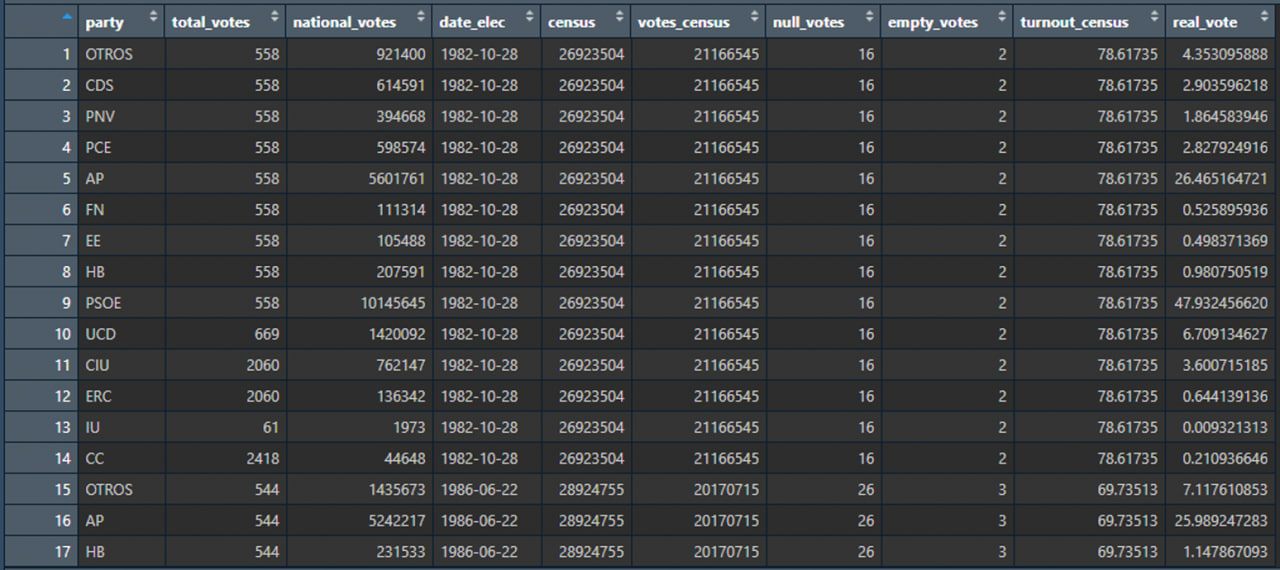 party total_votes national_votes date_elec census votes_census null_votes empty_votes turnout_census real_vote
1 OTROS 558 921400 1982-10-28 26923504 21166545 16 2 78.61735 4.353095888
2 CDS 558 614591 1982-10-28 26923504 21166545 16 2 78.61735 2.903596218
3 PNV 558 394668 1982-10-28 26923504 21166545 16 2 78.61735 1.864583946
4 PCE 558 598574 1982-10-28 26923504 21166545 16 2 78.61735 2.827924916
5 AP 558 5601761 1982-10-28 26923504 21166545 16 2 78.61735 26.465164721
6 FN 558 111314 1982-10-28 26923504 21166545 16 2 78.61735 0.525895936
7 EE 558 105488 1982-10-28 26923504 21166545 16 2 78.61735 0.498371369
8 HB 558 207591 1982-10-28 26923504 21166545 16 2 78.61735 0.980750519
9 PSOE 558 10145645 1982-10-28 26923504 21166545 16 2 78.61735 47.932456620
10 UCD 669 1420092 1982-10-28 26923504 21166545 16 2 78.61735 6.709134627
11 CIU 2060 762147 1982-10-28 26923504 21166545 16 2 78.61735 3.600715185
12 ERC 2060 136342 1982-10-28 26923504 21166545 16 2 78.61735 0.644139136
13 IU 61 1973 1982-10-28 26923504 21166545 16 2 78.61735 0.009321313
14 CC 2418 44648 1982-10-28 26923504 21166545 16 2 78.61735 0.210936646
15 OTROS 544 1435673 1986-06-22 28924755 20170715 26 3 69.73513 7.117610853
16 AP 544 5242217 1986-06-22 28924755 20170715 26 3 69.73513 25.989247283
17 HB 544 231533 1986-06-22 28924755 20170715 26 3 69.73513 1.147867093